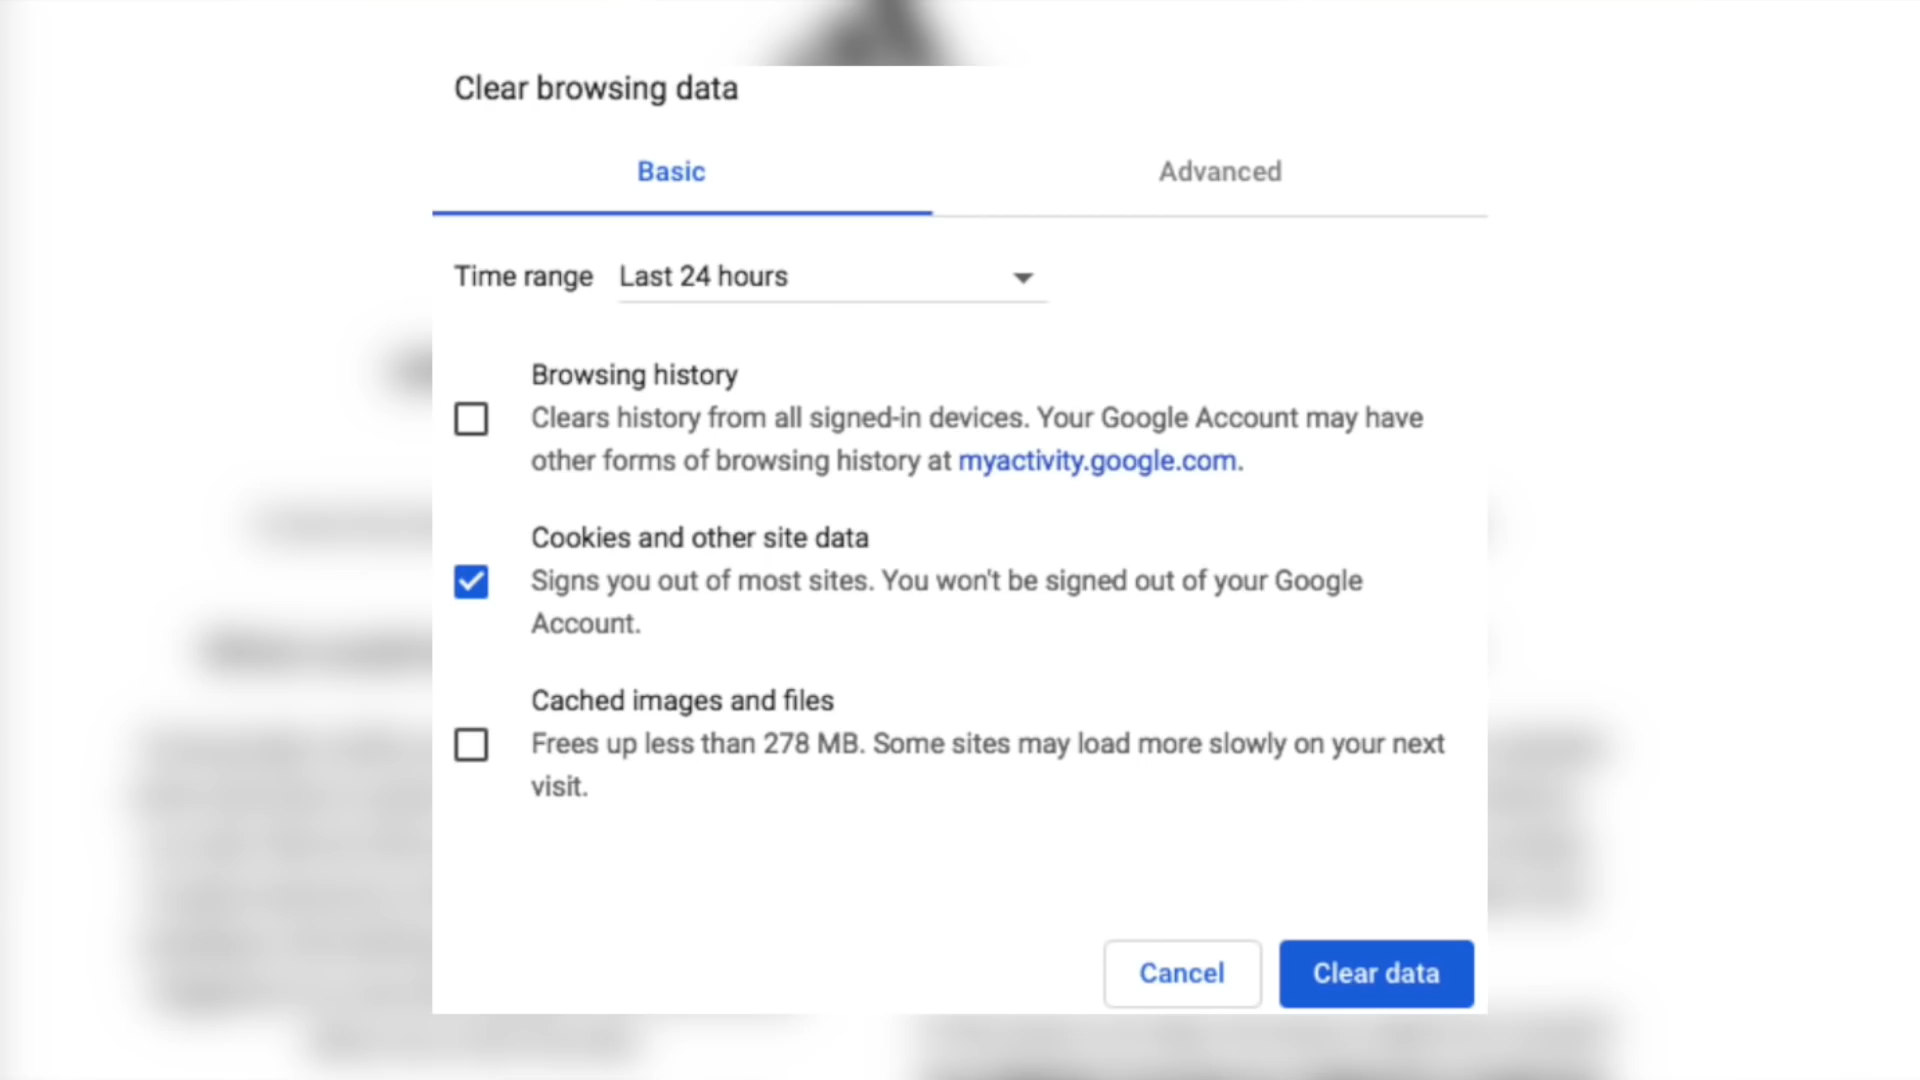 Clear browsing data
Basic
Advanced
Time range Last 24 hours
Browsing history
Clears history from all signed-in devices. Your Google Account may have
other forms of browsing history at myactivity.google.com.
Cookies and other site data
Signs you out of most sites. You won't be signed out of your Google
Account.
Cached images and files
Frees up less than 278 MB. Some sites may load more slowly on your next
visit.
Cancel
Clear data